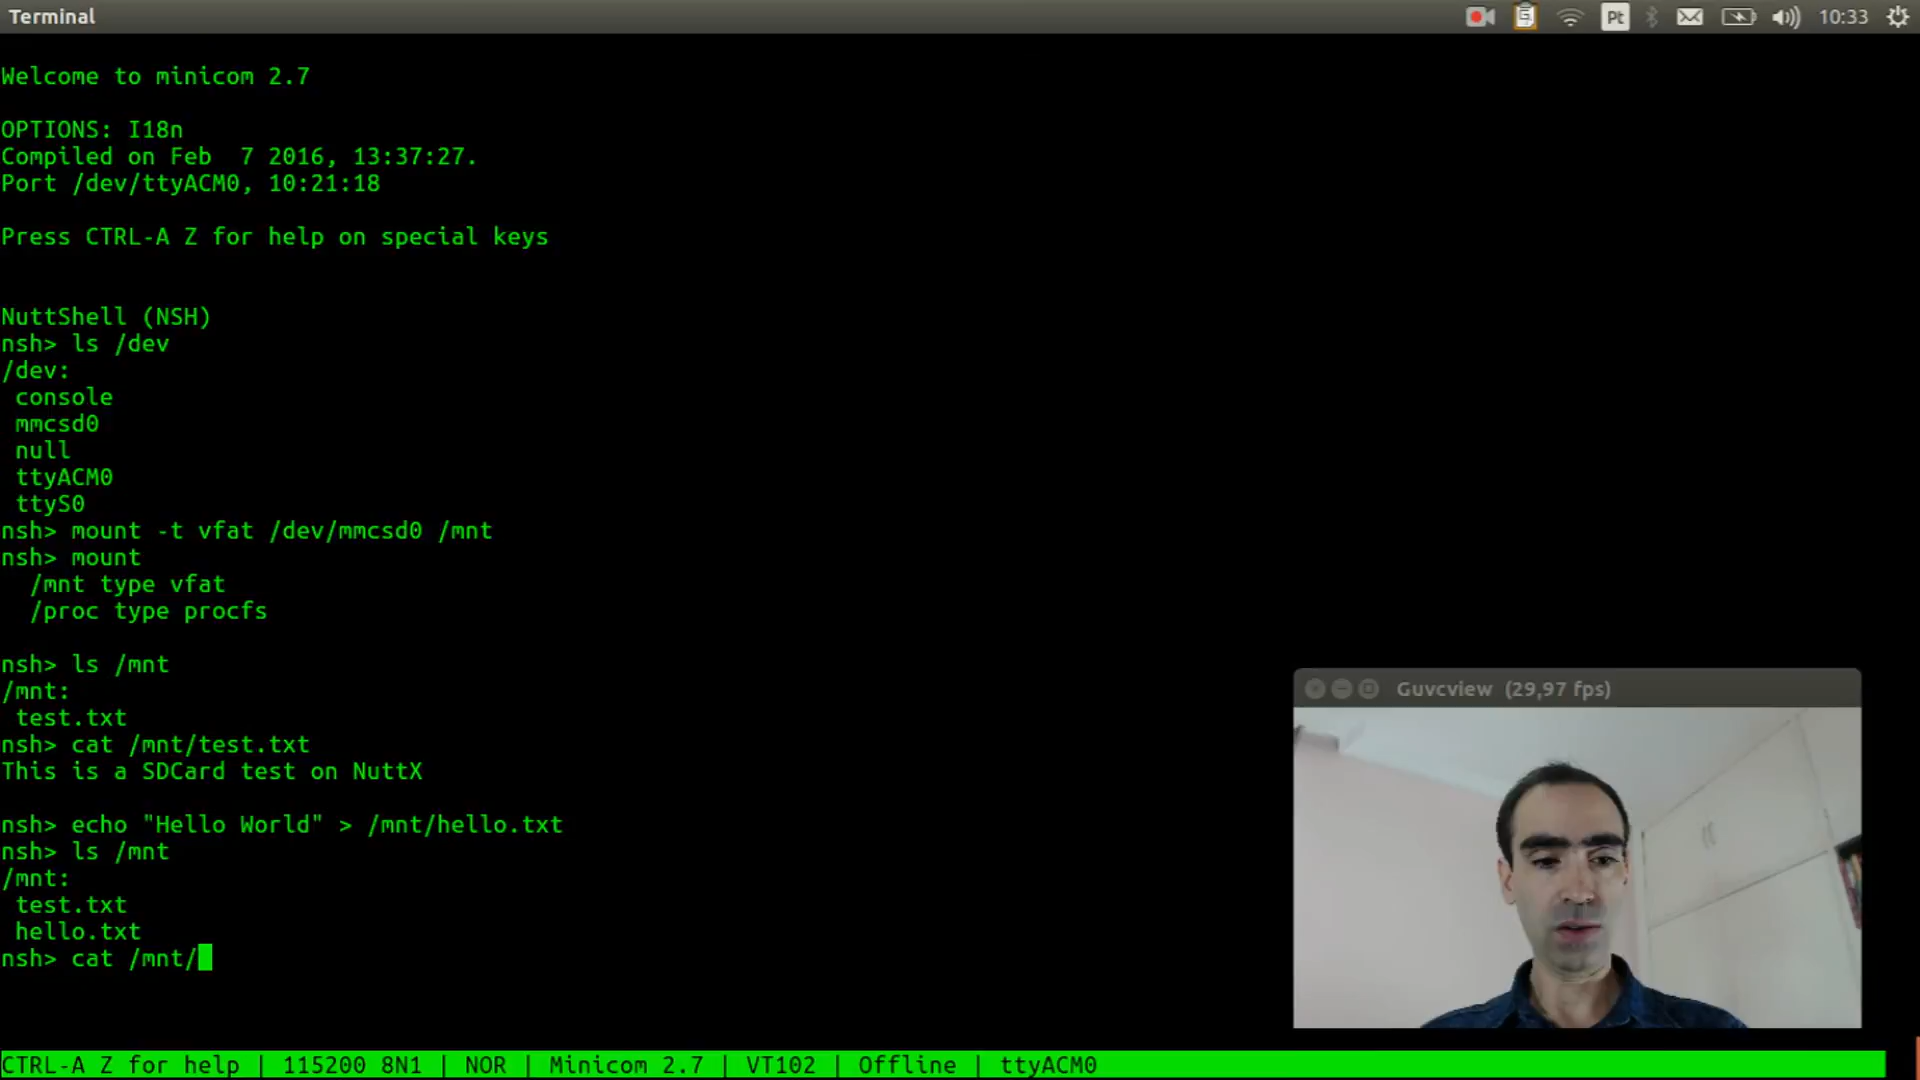 Terminal
Pt
10:33
Welcome to minicom 2.7
OPTIONS: I18n
Compiled on Feb  7 2016, 13:37:27.
Port /dev/ttyACM0, 10:21:18
Press CTRL-A Z for help on special keys
NuttShell (NSH)
nsh> ls /dev
/dev:
 console
 mmcsd0
 null
 ttyACM0
 ttyS0
nsh> mount -t vfat /dev/mmcsd0 /mnt
nsh> mount
  /mnt type vfat
  /proc type procfs
nsh> ls /mnt
/mnt:
 test.txt
nsh> cat /mnt/test.txt
This is a SDCard test on NuttX
nsh> echo "Hello World" > /mnt/hello.txt
nsh> ls /mnt
/mnt:
 test.txt
 hello.txt
nsh> cat /mnt/
Guvcview  (29,97 fps)
CTRL-A Z for help | 115200 8N1 | NOR | Minicom 2.7 | VT102 | Offline | ttyACM0